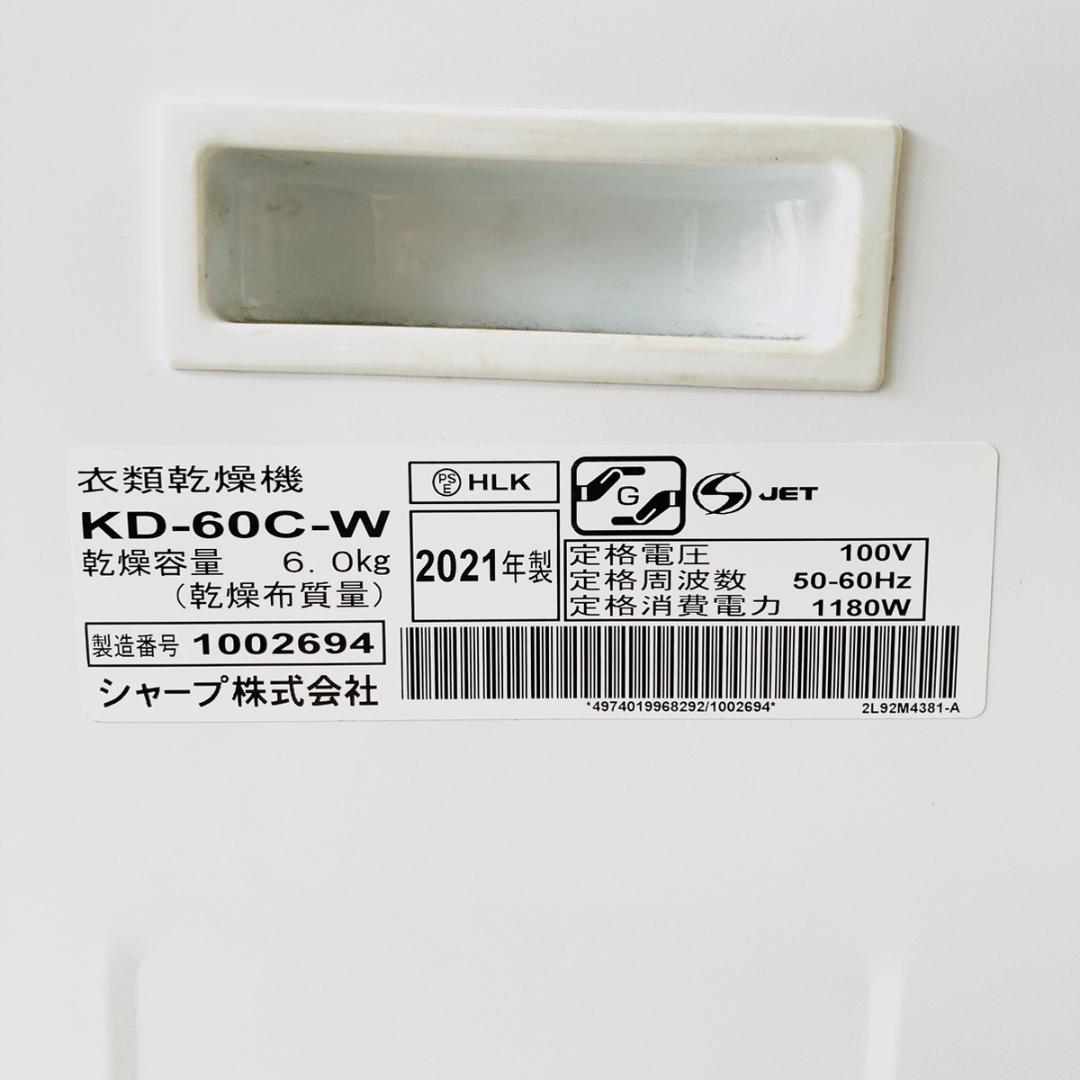 衣類乾燥機
KD-60C-W
乾燥容量 6.0kg
(乾燥布質量)
製造番号 1002694
シャープ株式会社
PS
E HLK
2021年製
G
JET
定格電圧 100V
定格周波数 50-60Hz
定格消費電力 1180W
*4974019968292/1002694*
2L92M4381-A